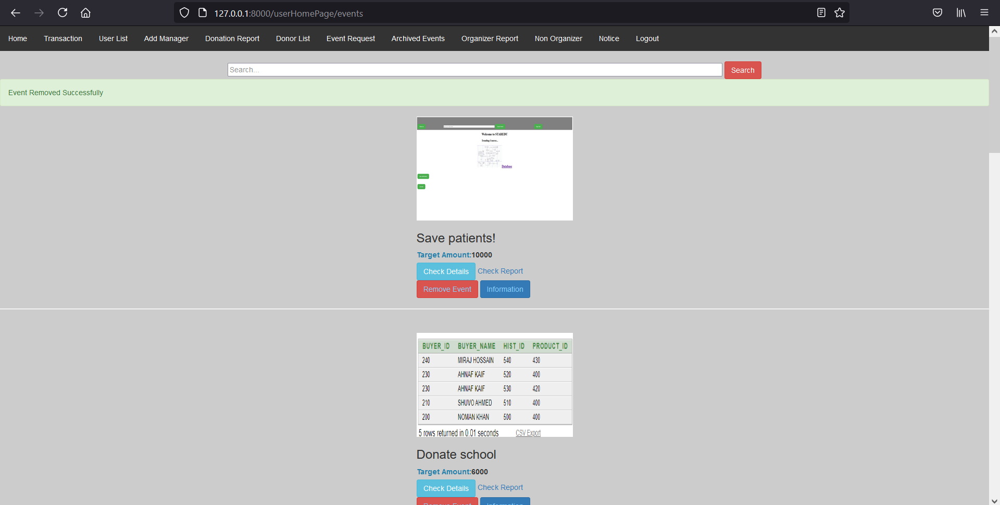 127.0.0.1:8000/userHomePage/events
Home Transaction User List Add Manager Donation Report Donor List Event Request Archived Events Organizer Report Non Organizer Notice Logout
Search... Search
Event Removed Successfully
Welcome to STAREDU
Trending Courses...
Database
Save patients!
Target Amount:10000
Check Details Check Report
Remove Event Information
BUYER_ID BUYER_NAME HIST_ID PRODUCT_ID
240 MIRAJ HOSSAIN 540 430
230 AHNAF KAIF 520 400
230 AHNAF KAIF 530 420
210 SHUVO AHMED 510 400
200 NOMAN KHAN 500 400
5 rows returned in 0.01 seconds CSV Export
Donate school
Target Amount:6000
Check Details Check Report
Remove Event Information